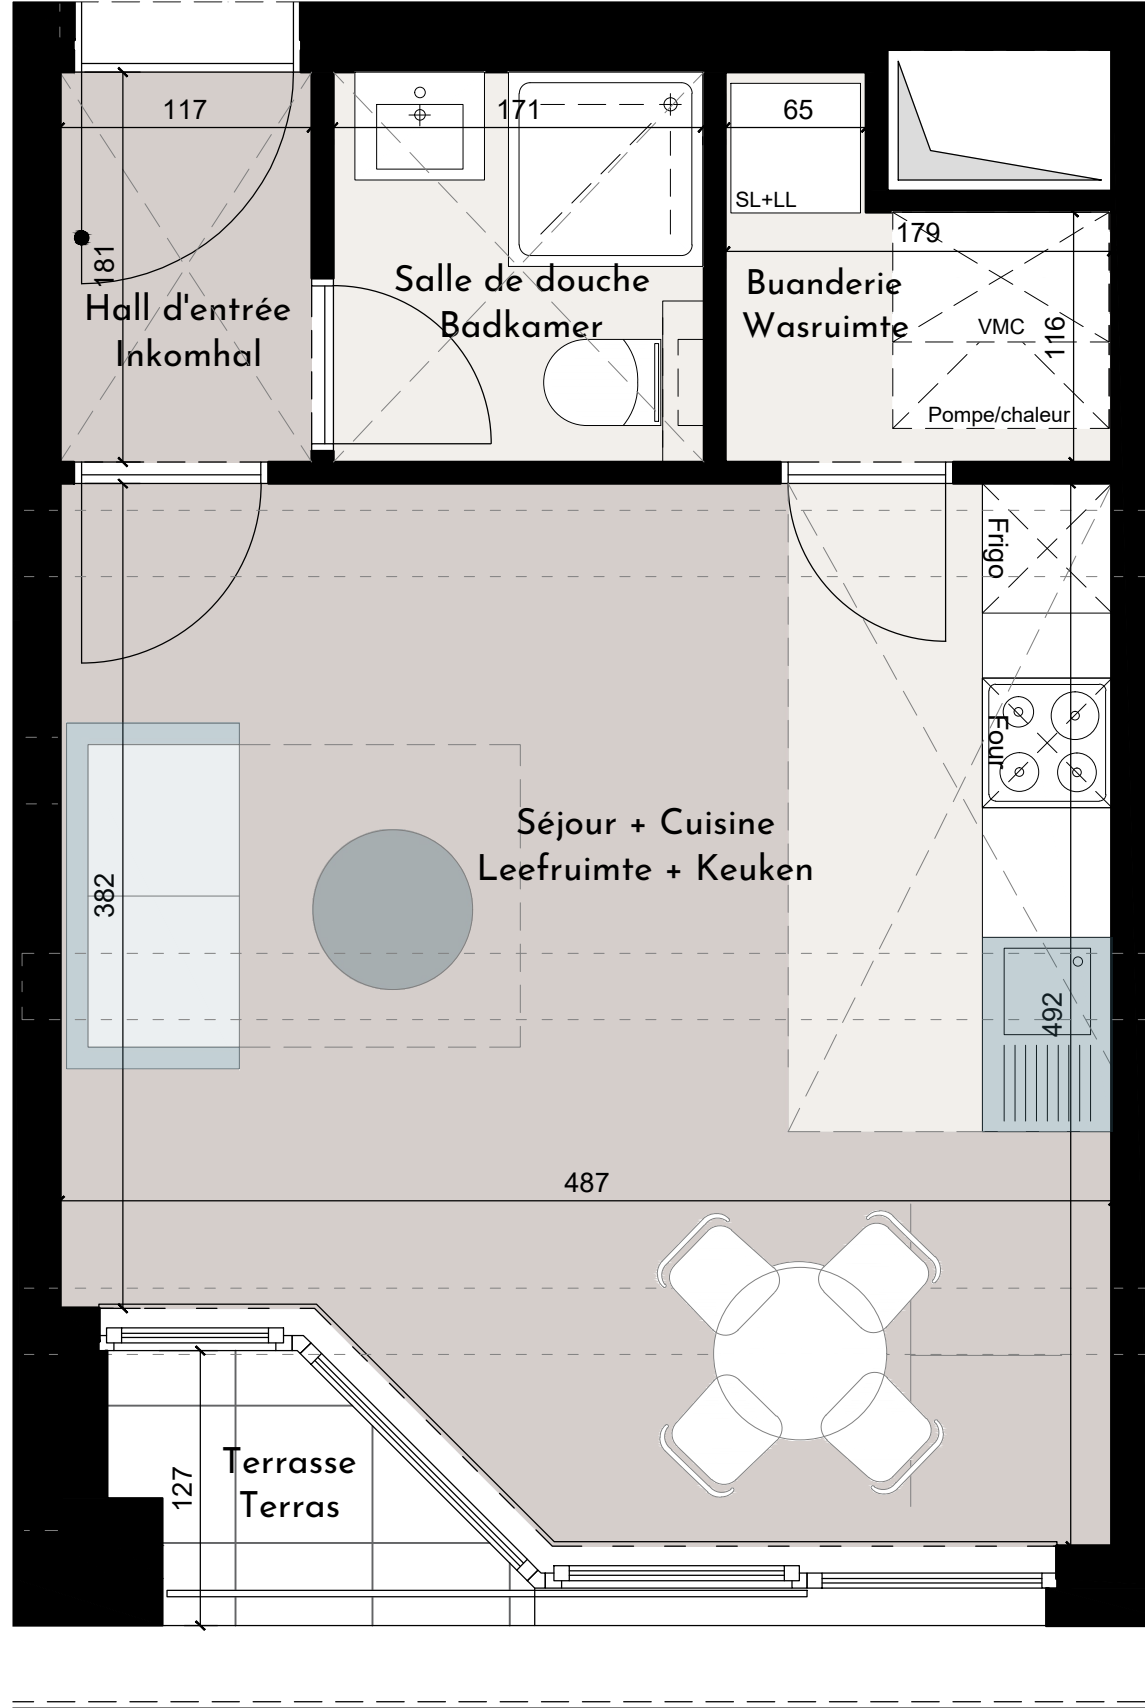 117
171
65
SL+LL
179
181
Hall d'entrée
Inkomhal
Salle de douche
Badkamer
Buanderie
Wasruimte
VMC
116
Pompe/chaleur
Frigo
Four
Séjour + Cuisine
Leefruimte + Keuken
382
492
487
Terrasse
Terras
127